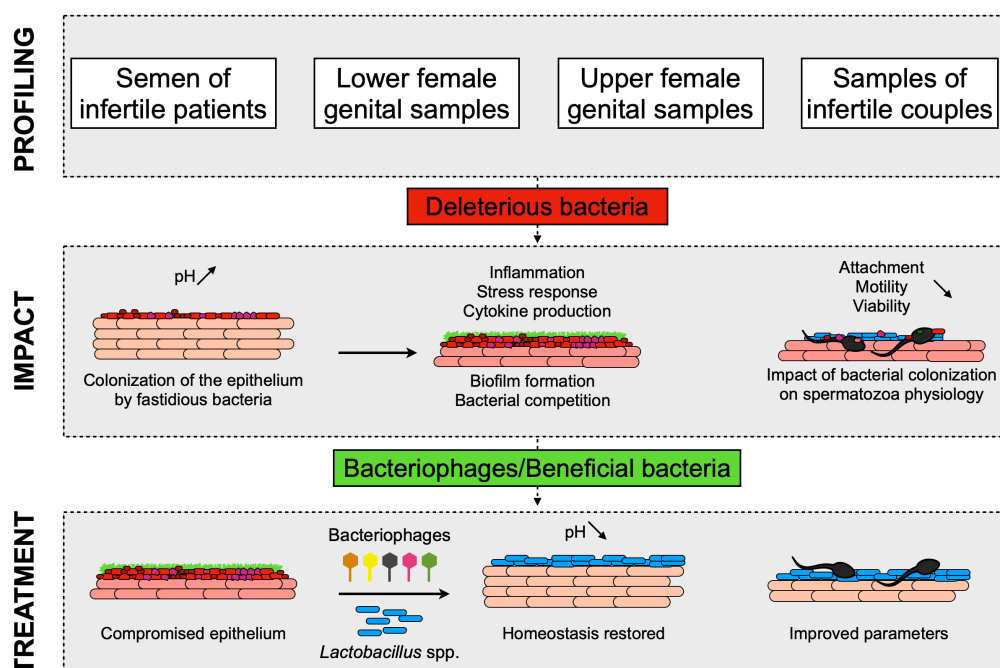 PROFILING
Semen of
infertile patients
Lower female
genital samples
Upper female
genital samples
Samples of
infertile couples
Deleterious bacteria
IMPACT
pH
Colonization of the epithelium
by fastidious bacteria
Inflammation
Stress response
Cytokine production
Biofilm formation
Bacterial competition
Attachment
Motility
Viability
Impact of bacterial colonization
on spermatozoa physiology
Bacteriophages/Beneficial bacteria
TREATMENT
Compromised epithelium
Bacteriophages
Lactobacillus spp.
pH
Homeostasis restored
Improved parameters